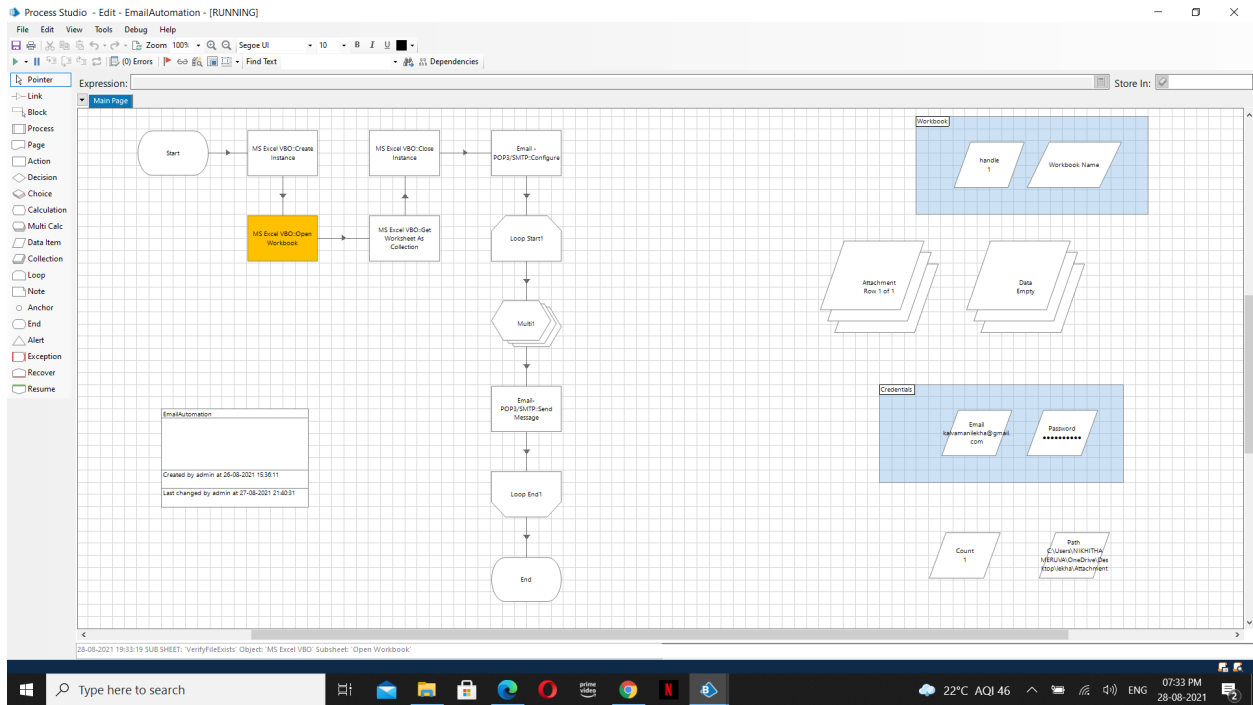 Process Studio - Edit - EmailAutomation - [RUNNING]
File Edit View Tools Debug Help
Zoom 100% Segoe UI 10 B I U
(0) Errors Find Text Dependencies
Pointer
Link
Block
Process
Page
Action
Decision
Choice
Calculation
Multi Calc
Data Item
Collection
Loop
Note
Anchor
End
Alert
Exception
Recover
Resume
Expression: Store In:
Main Page
Start
MS Excel VBO::Create
Instance
MS Excel VBO::Close
Instance
Email -
POP3/SMTP::Configure
MS Excel VBO::Open
Workbook
MS Excel VBO::Get
Worksheet As
Collection
Loop Start1
Multi1
Email-
POP3/SMTP::Send
Message
Loop End1
End
EmailAutomation
Created by admin at 26-08-2021 15:36:11
Last changed by admin at 27-08-2021 21:40:31
Workbook
handle
1
Workbook Name
Attachment
Row 1 of 1
Data
Empty
Credentials
Email
kalvamanilekha@gmail.
com
Password
●●●●●●●●●●
Count
1
Path
C:\Users\NIKHITHA
MERUVA\OneDrive\Des
ktop\lekha\Attachment
28-08-2021 19:33:19 SUB SHEET: 'VerifyFileExists' Object: 'MS Excel VBO' Subsheet: 'Open Workbook'
Type here to search
prime
video
N
B
22°C AQI 46
ENG
07:33 PM
28-08-2021
2